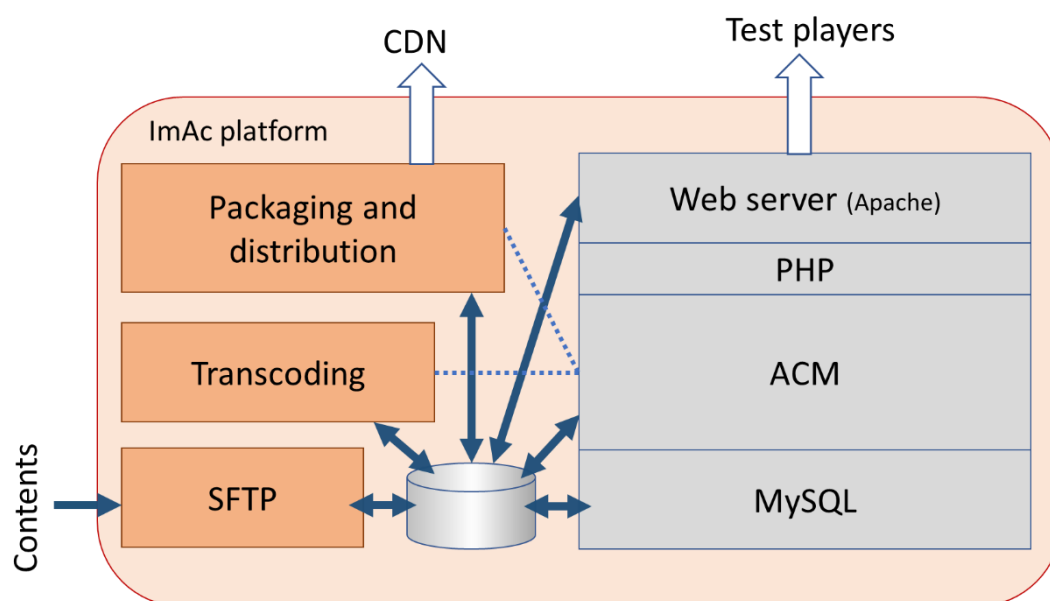 CDN
Test players
ImAc platform
Packaging and
distribution
Web server (Apache)
PHP
Transcoding
ACM
Contents
SFTP
MySQL